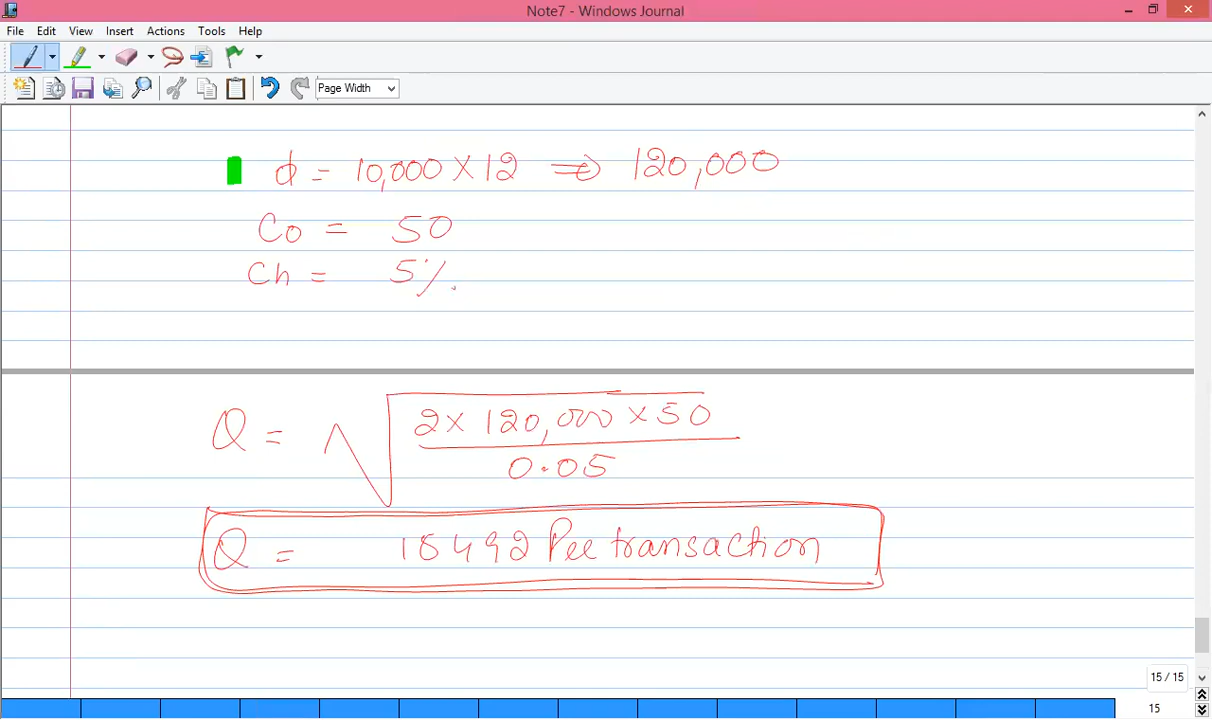 Note7 - Windows Journal
File Edit View Insert Actions Tools Help
Page Width
d = 10,000 X 12 ⇒ 120,000
Co = 50
Ch = 5%
Q = √ 2 x 120,000 x 50
0.05
Q = 15492 Per transaction
15 / 15
15